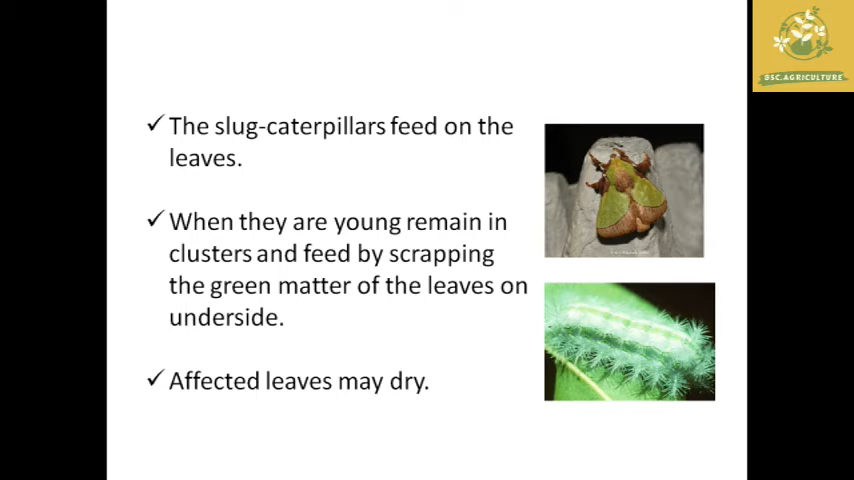 ✓ The slug-caterpillars feed on the
leaves.
✓ When they are young remain in
clusters and feed by scrapping
the green matter of the leaves on
underside.
✓ Affected leaves may dry.
BSC.AGRICULTURE